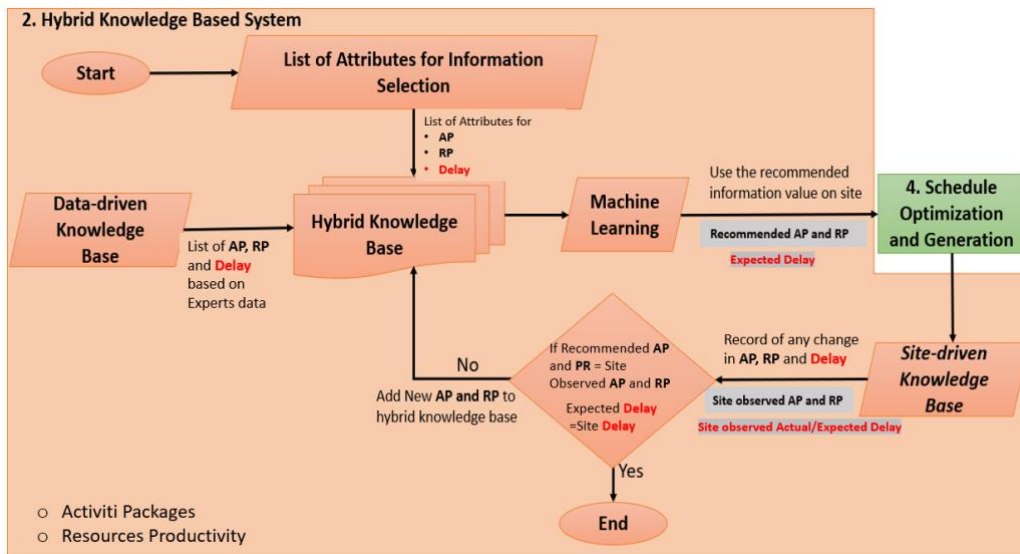 2. Hybrid Knowledge Based System
Start
List of Attributes for Information
Selection
List of Attributes for
• AP
• RP
• Delay
Data-driven
Knowledge
Base
List of AP, RP
and Delay
based on
Experts data
Hybrid Knowledge
Base
Machine
Learning
Use the recommended
information value on site
Recommended AP and RP
Expected Delay
4. Schedule
Optimization
and Generation
Site-driven
Knowledge
Base
Record of any change
in AP, RP and Delay
Site observed AP and RP
Site observed Actual/Expected Delay
If Recommended AP
and PR = Site
Observed AP and RP
Expected Delay
=Site Delay
No
Add New AP and RP to
hybrid knowledge base
Yes
End
o Activiti Packages
o Resources Productivity